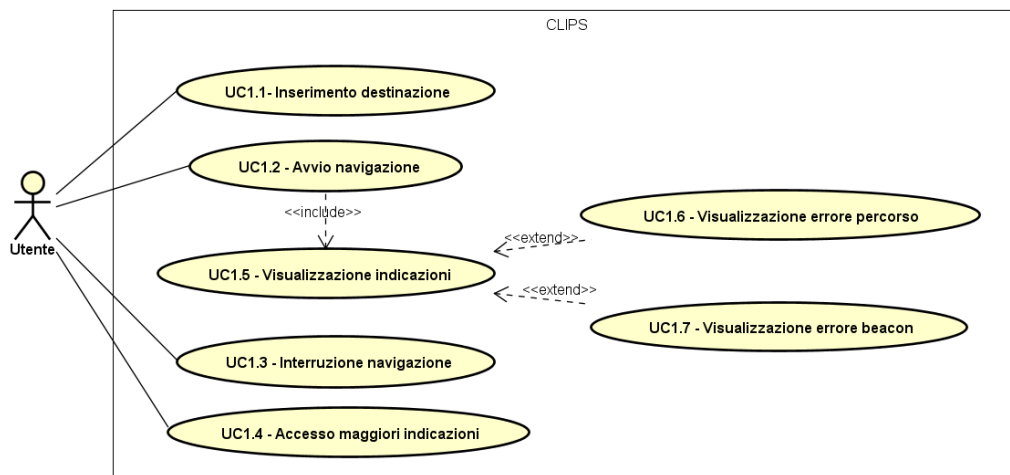 CLIPS
UC1.1- Inserimento destinazione
UC1.2 - Avvio navigazione
<<include>>
UC1.6 - Visualizzazione errore percorso
<<extend>>
Utente
UC1.5 - Visualizzazione indicazioni
<<extend>>
UC1.7 - Visualizzazione errore beacon
UC1.3 - Interruzione navigazione
UC1.4 - Accesso maggiori indicazioni